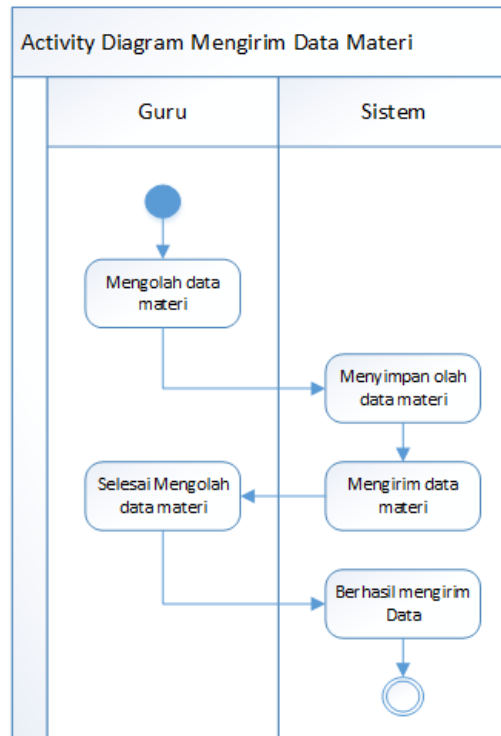 Activity Diagram Mengirim Data Materi
Guru
Sistem
Mengolah data
materi
Menyimpan olah
data materi
Selesai Mengolah
data materi
Mengirim data
materi
Berhasil mengirim
Data